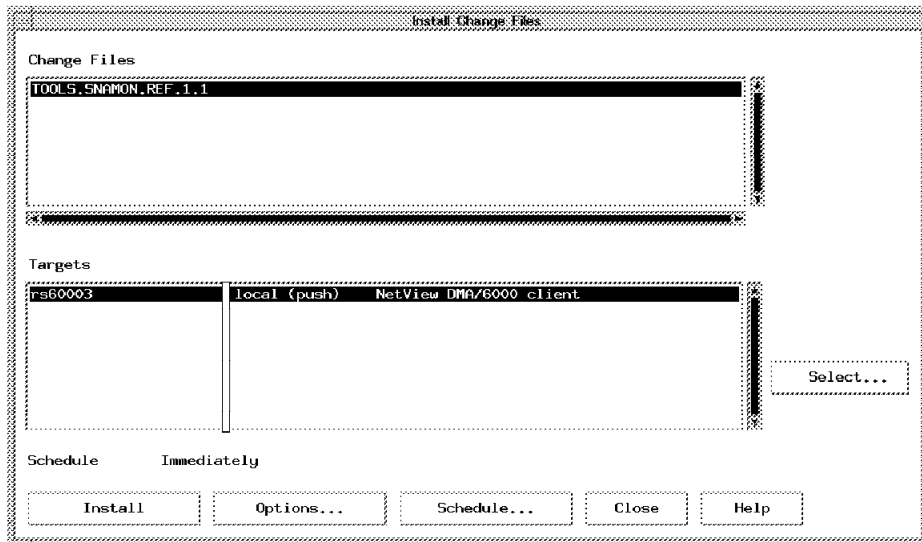 Install Change Files
Change Files
TOOLS.SNAMON.REF.1.1
Targets
rs60003 local (push) NetView DMA/6000 client
Select...
Schedule Immediately
Install Options... Schedule... Close Help